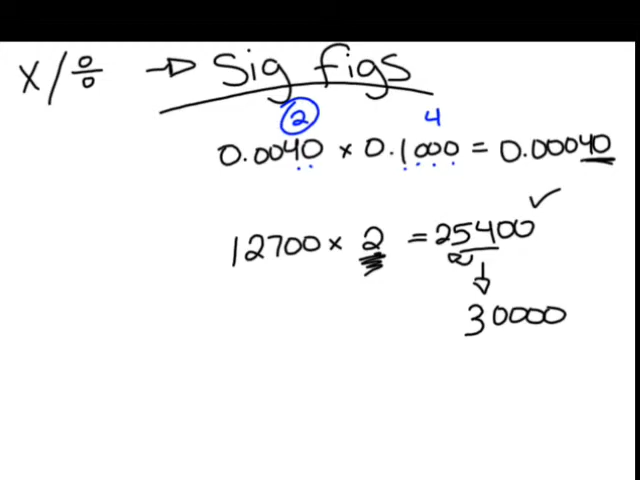 x/÷ → Sig figs
2 4
0.0040 x 0.1000 = 0.00040
12700 x 2 = 25400 ✓
↓
30000